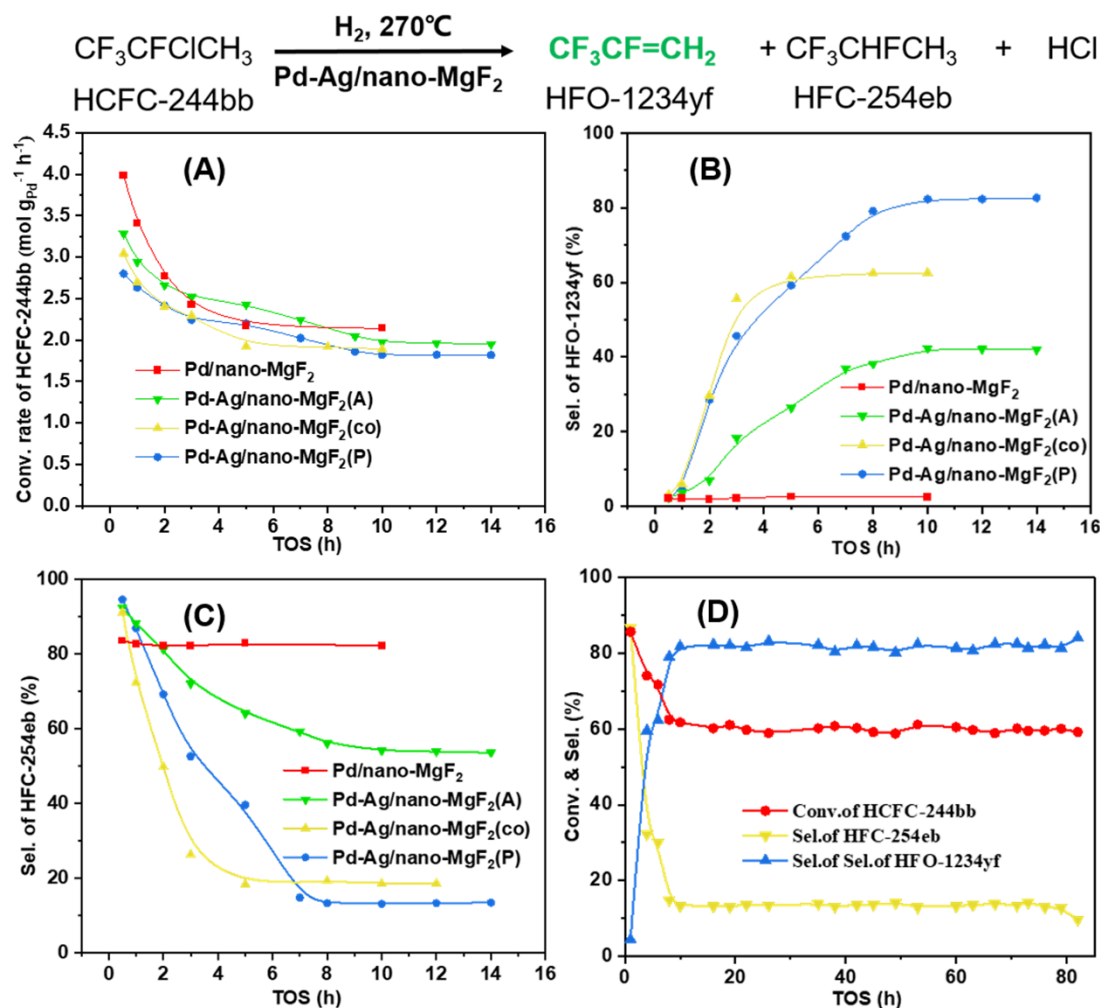 H₂, 270℃
CF₃CFClCH₃ CF₃CF=CH₂ + CF₃CHFCH₃ + HCl
Pd-Ag/nano-MgF₂
HCFC-244bb HFO-1234yf HFC-254eb
(A)
Conv. rate of HCFC-244bb (mol g_Pd⁻¹ h⁻¹)
4.5
4.0
3.5
3.0
2.5
2.0
1.5
1.0
0.5
0.0
Pd/nano-MgF₂
Pd-Ag/nano-MgF₂(A)
Pd-Ag/nano-MgF₂(co)
Pd-Ag/nano-MgF₂(P)
0 2 4 6 8 10 12 14 16
TOS (h)
(B)
Sel. of HFO-1234yf (%)
100
80
60
40
20
0
Pd/nano-MgF₂
Pd-Ag/nano-MgF₂(A)
Pd-Ag/nano-MgF₂(co)
Pd-Ag/nano-MgF₂(P)
0 2 4 6 8 10 12 14 16
TOS (h)
(C)
Sel. of HFC-254eb (%)
100
80
60
40
20
0
Pd/nano-MgF₂
Pd-Ag/nano-MgF₂(A)
Pd-Ag/nano-MgF₂(co)
Pd-Ag/nano-MgF₂(P)
0 2 4 6 8 10 12 14 16
TOS (h)
(D)
Conv. & Sel. (%)
100
80
60
40
20
0
Conv.of HCFC-244bb
Sel.of HFC-254eb
Sel.of Sel.of HFO-1234yf
0 20 40 60 80
TOS (h)